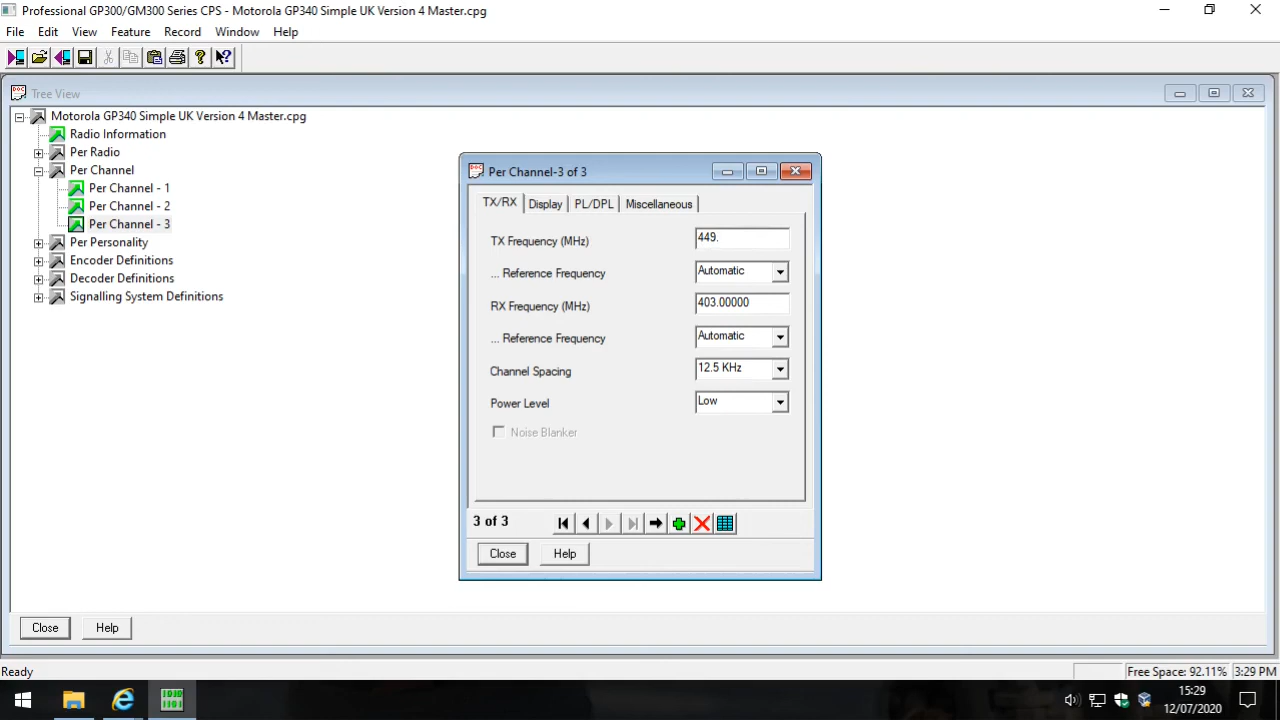 Professional GP300/GM300 Series CPS - Motorola GP340 Simple UK Version 4 Master.cpg
File Edit View Feature Record Window Help
Tree View
Motorola GP340 Simple UK Version 4 Master.cpg
Radio Information
Per Radio
Per Channel
Per Channel - 1
Per Channel - 2
Per Channel - 3
Per Personality
Encoder Definitions
Decoder Definitions
Signalling System Definitions
Per Channel-3 of 3
TX/RX Display PL/DPL Miscellaneous
TX Frequency (MHz) 449.
... Reference Frequency Automatic
RX Frequency (MHz) 403.00000
... Reference Frequency Automatic
Channel Spacing 12.5 KHz
Power Level Low
Noise Blanker
3 of 3
Close Help
Close Help
Ready Free Space: 92.11% 3:29 PM
15:29
12/07/2020